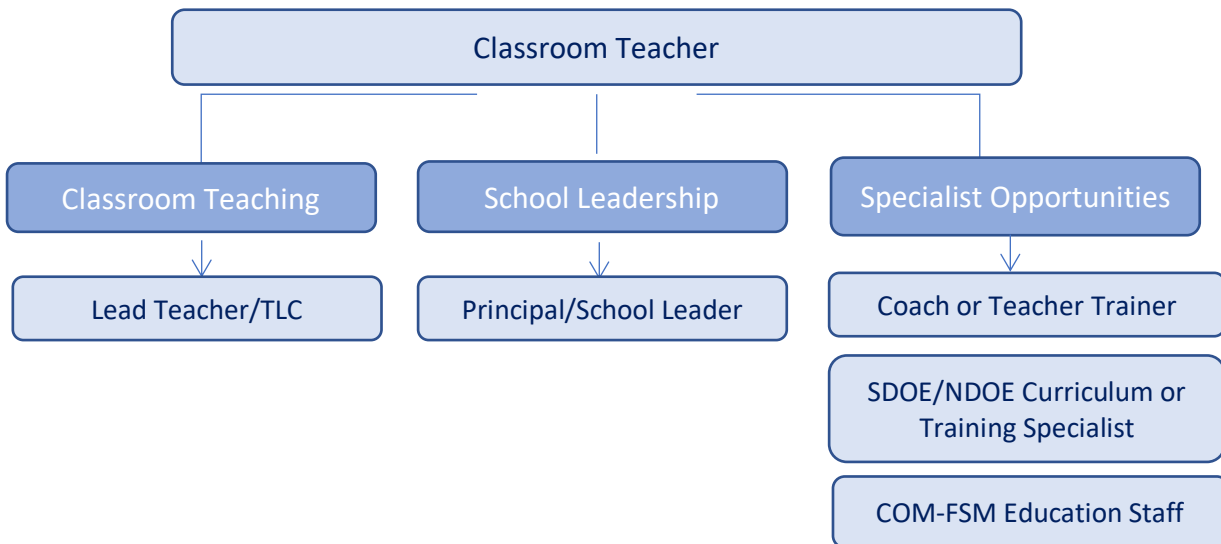 Classroom Teacher
Classroom Teaching
School Leadership
Specialist Opportunities
Lead Teacher/TLC
Principal/School Leader
Coach or Teacher Trainer
SDOE/NDOE Curriculum or
Training Specialist
COM-FSM Education Staff